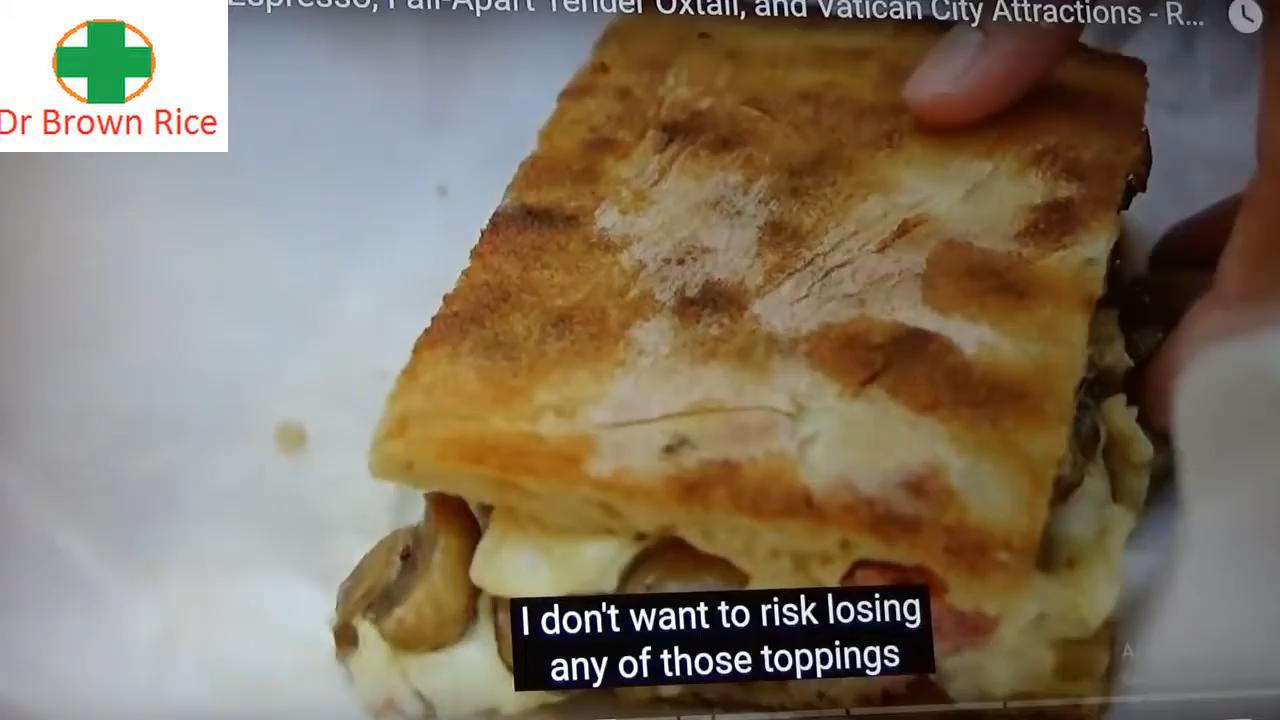 Espresso, Pall-Apart Tender Oxtail, and Vatican City Attractions - R...
Dr Brown Rice
I don't want to risk losing
any of those toppings